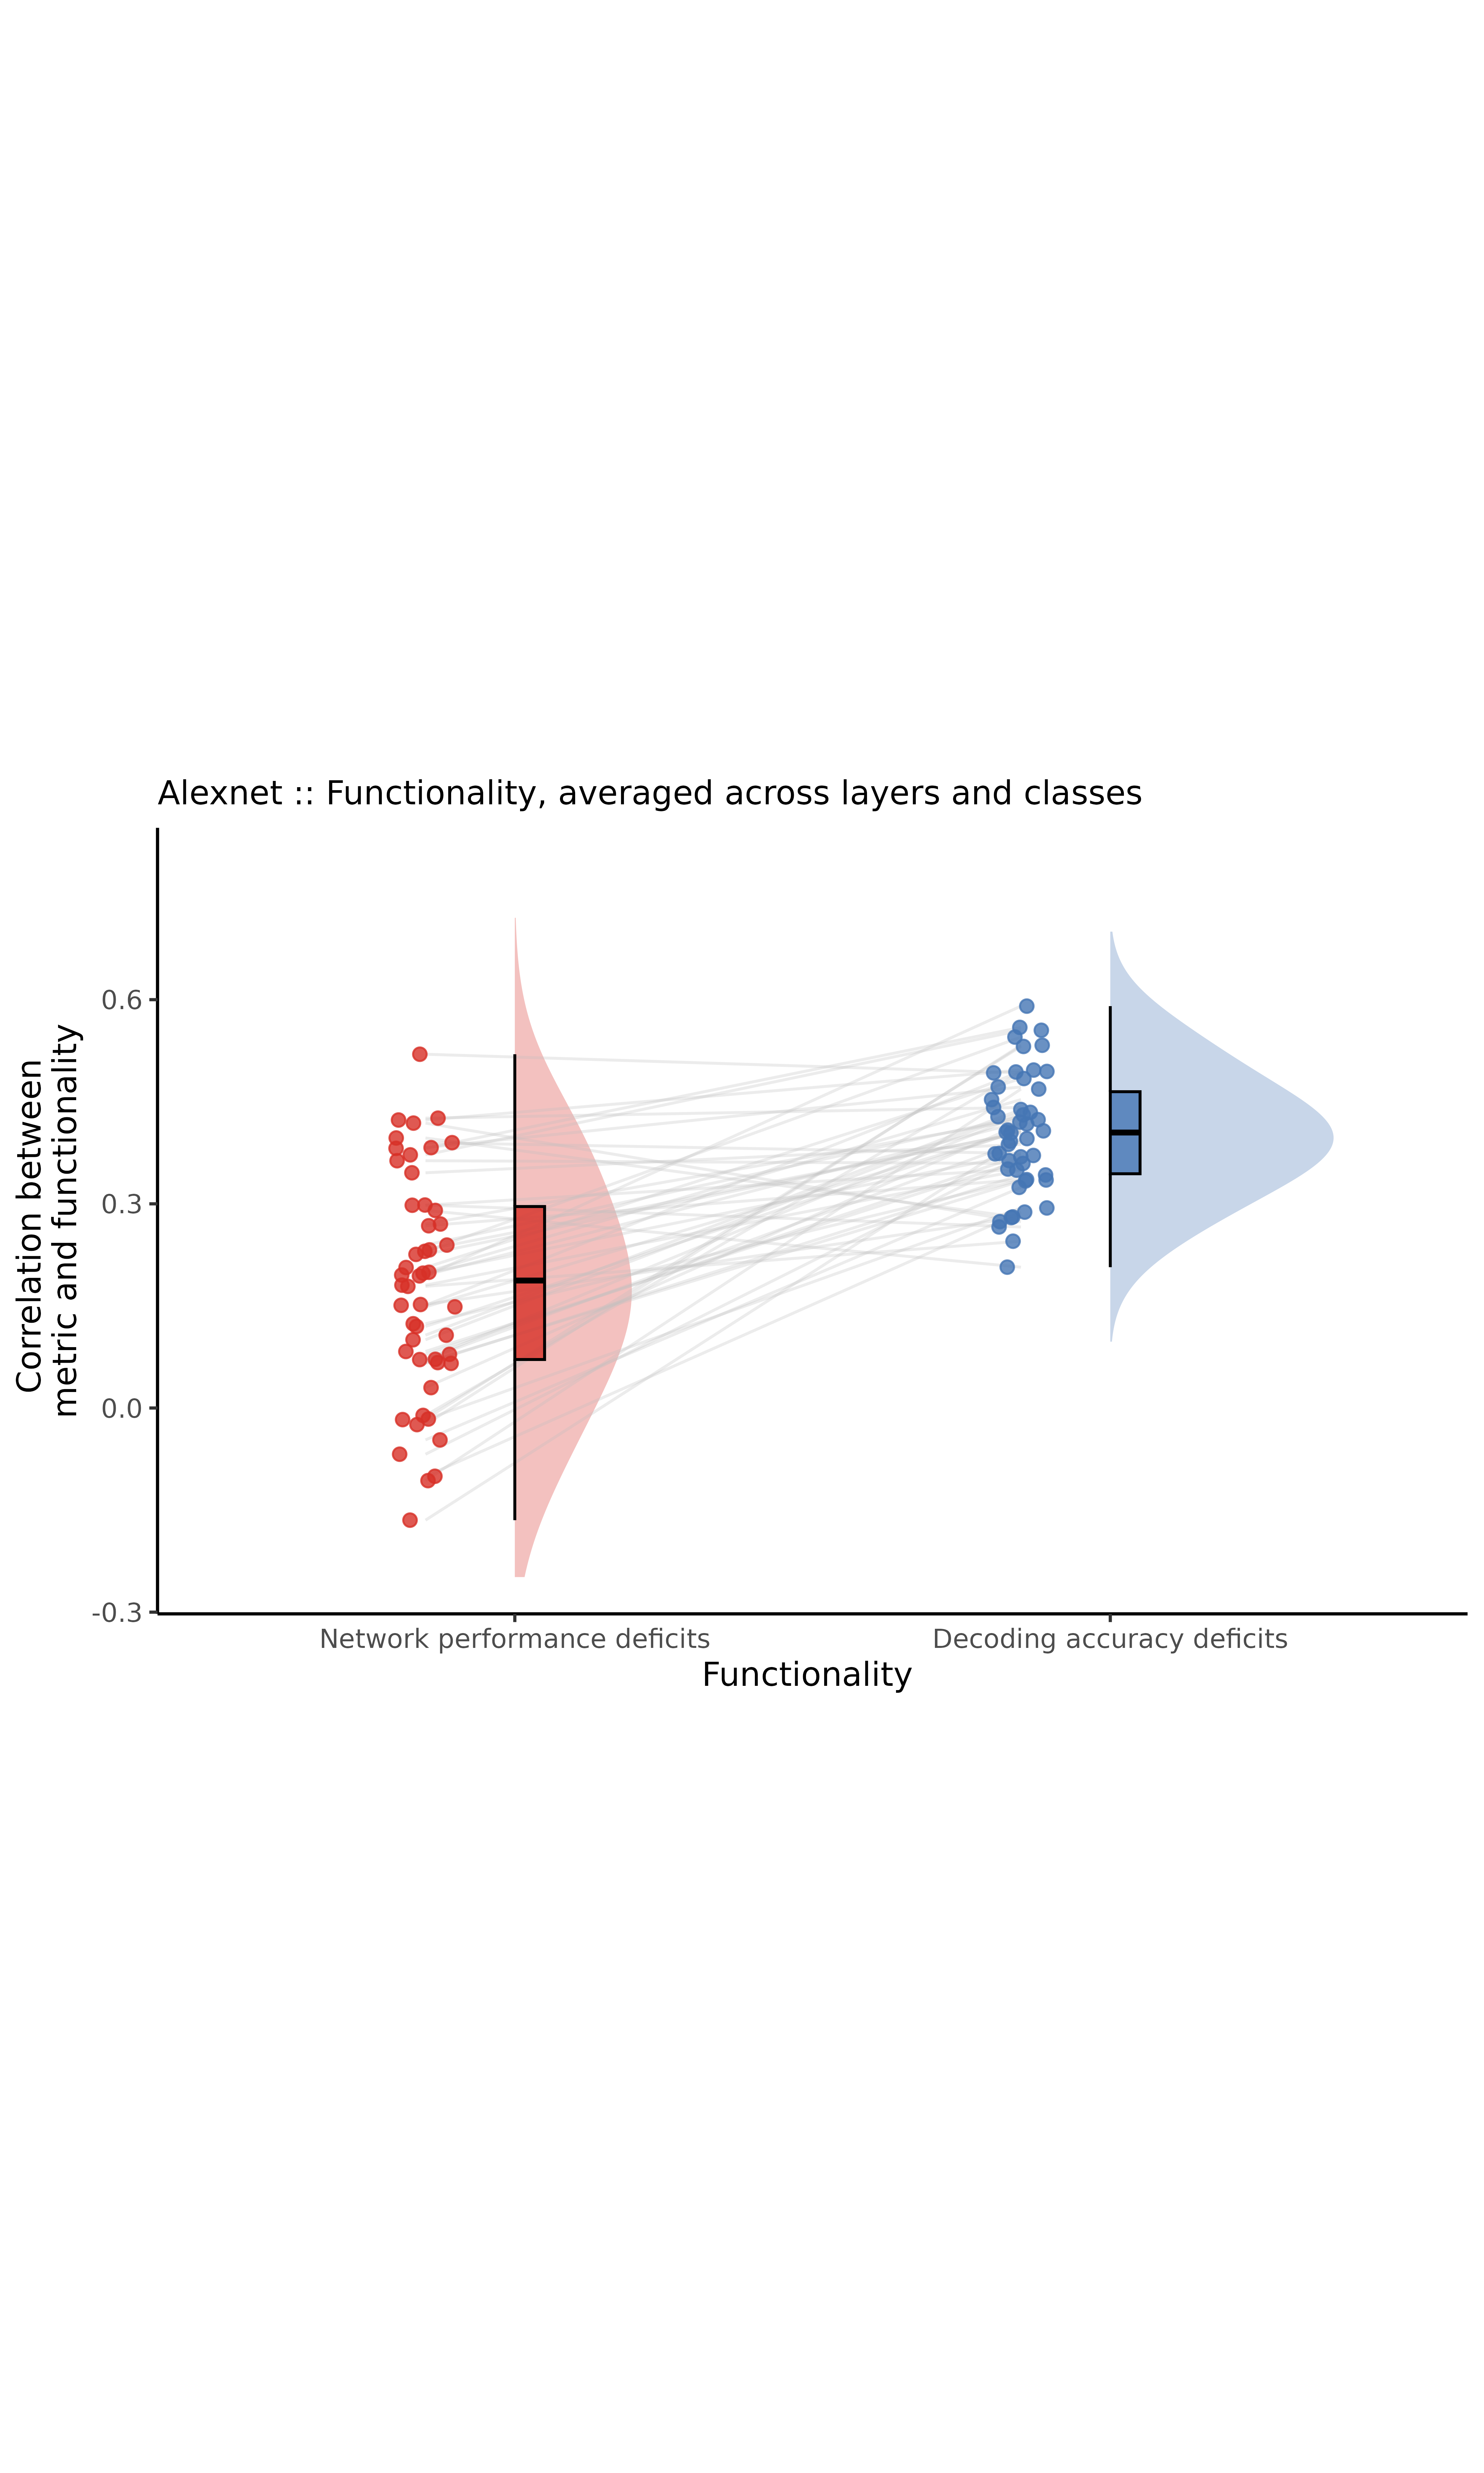 Alexnet :: Functionality, averaged across layers and classes
Correlation between
metric and functionality
0.6
0.3
0.0
-0.3
Network performance deficits
Decoding accuracy deficits
Functionality